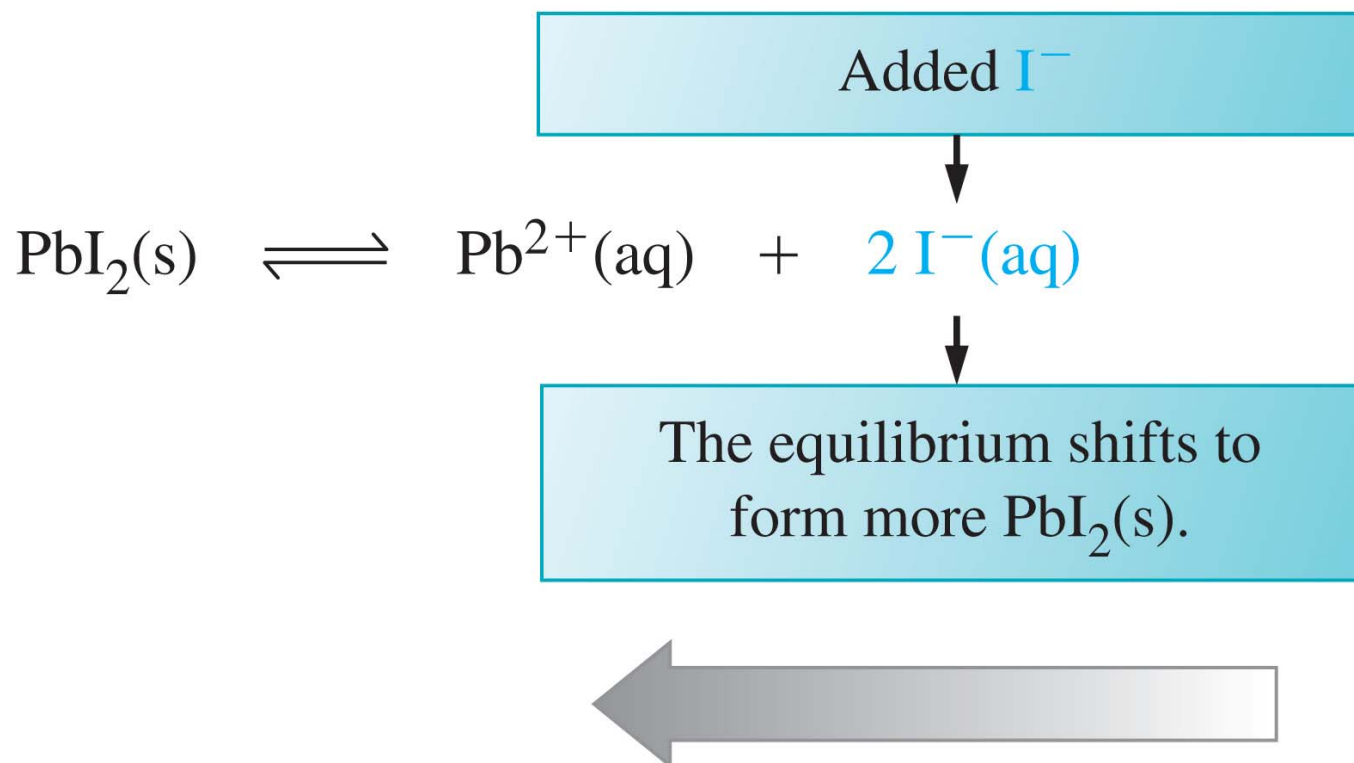 Added I⁻
PbI₂(s) ⇌ Pb²⁺(aq) + 2 I⁻(aq)
The equilibrium shifts to
form more PbI₂(s).